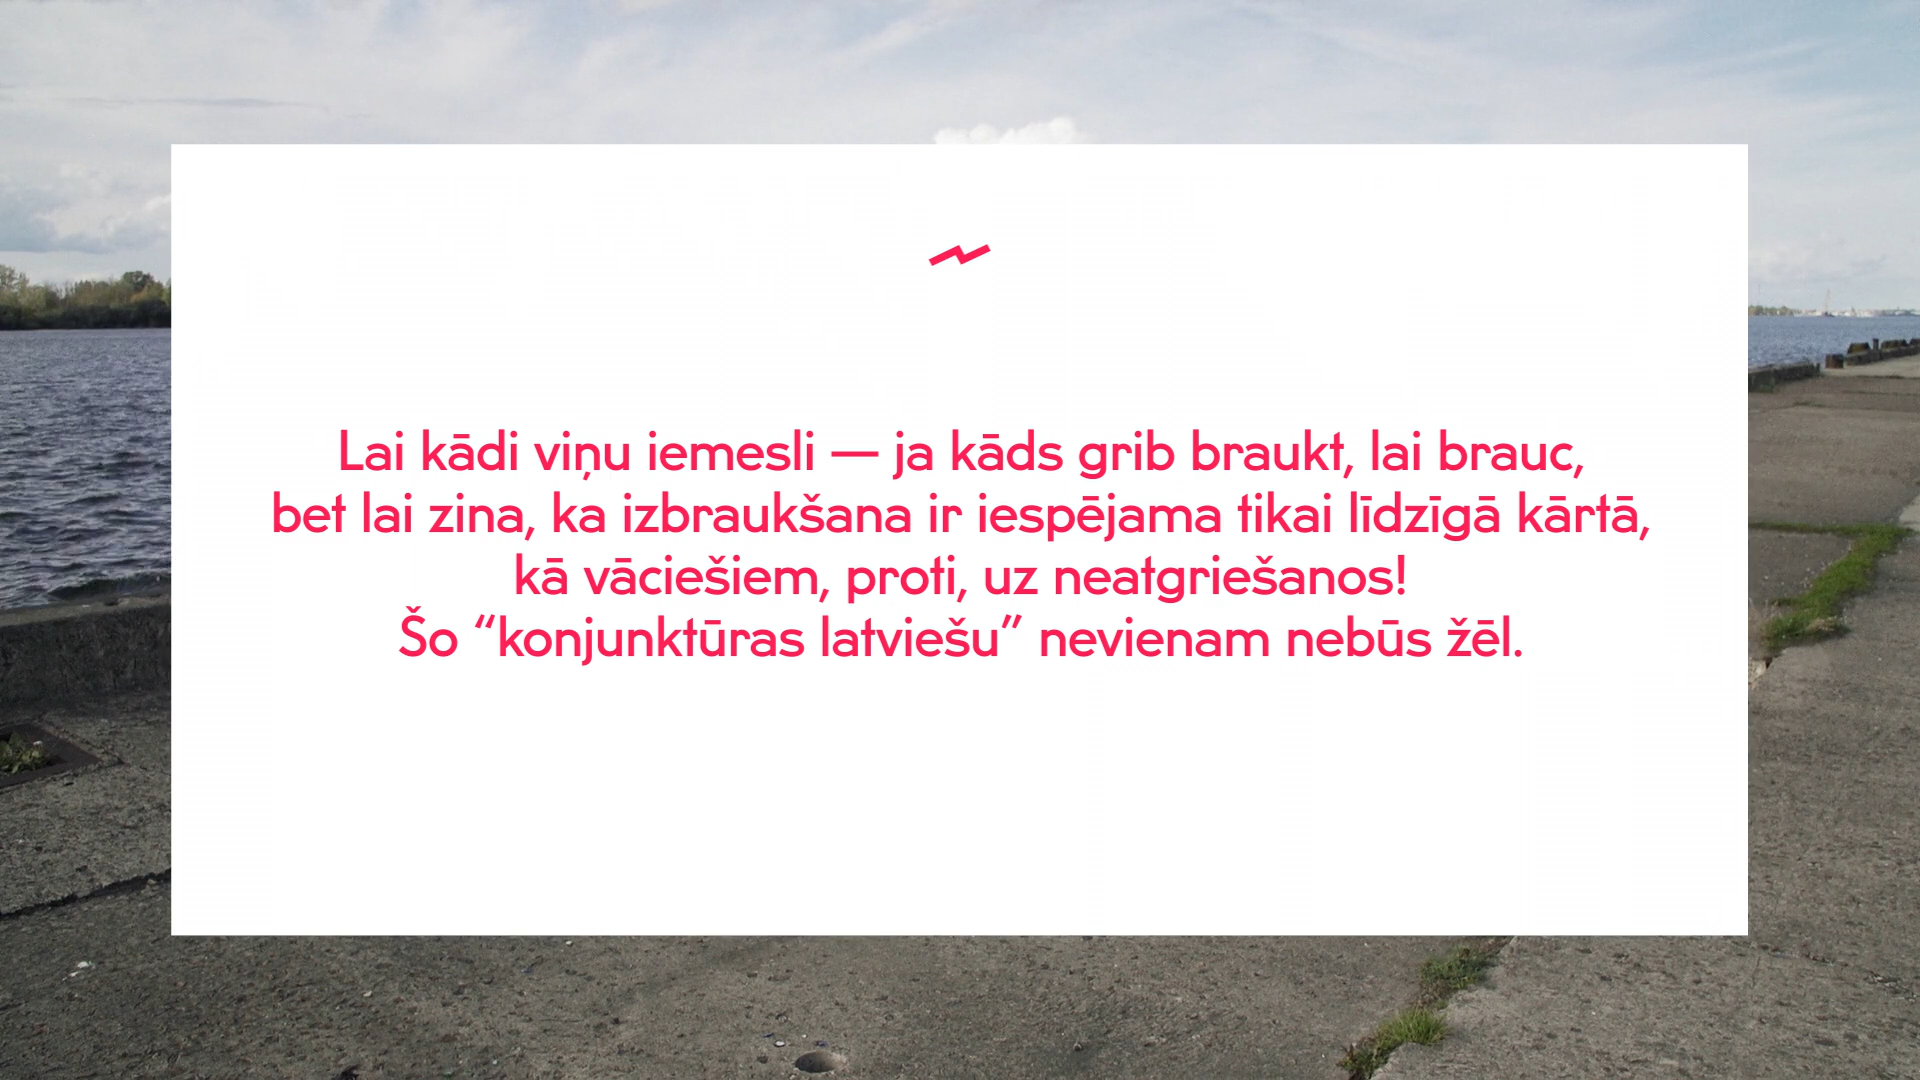 Lai kādi viņu iemesli — ja kāds grib braukt, lai brauc,
bet lai zina, ka izbraukšana ir iespējama tikai līdzīgā kārtā,
kā vāciešiem, proti, uz neatgriešanos!
Šo “konjunktūras latviešu” nevienam nebūs žēl.